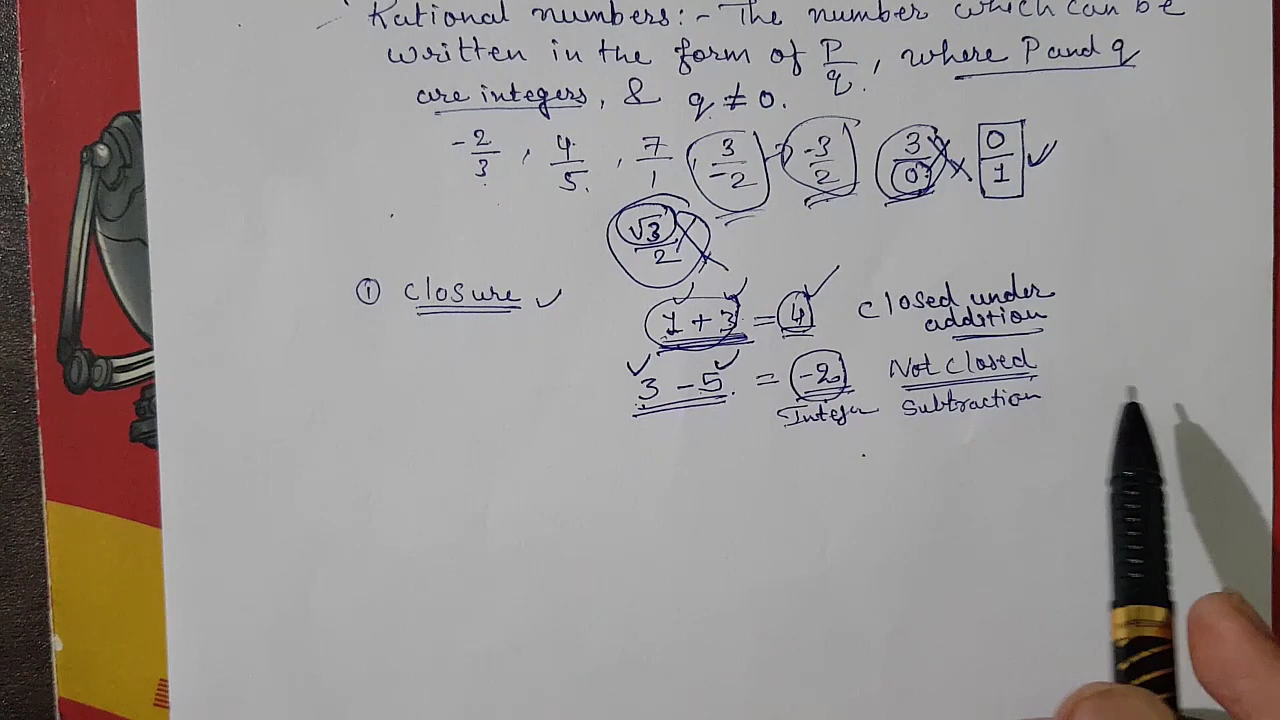 Rational numbers:- The number which can be
written in the form of P/q, where P and q
are integers, & q ≠ 0.
-2/3, 4/5, 7/1, 3/-2 → -3/2 3/0 0/1 ✓
√3/2
① closure ✓ 1+3 = 4 closed under
addition
3-5 = -2 Not closed
Integer subtraction